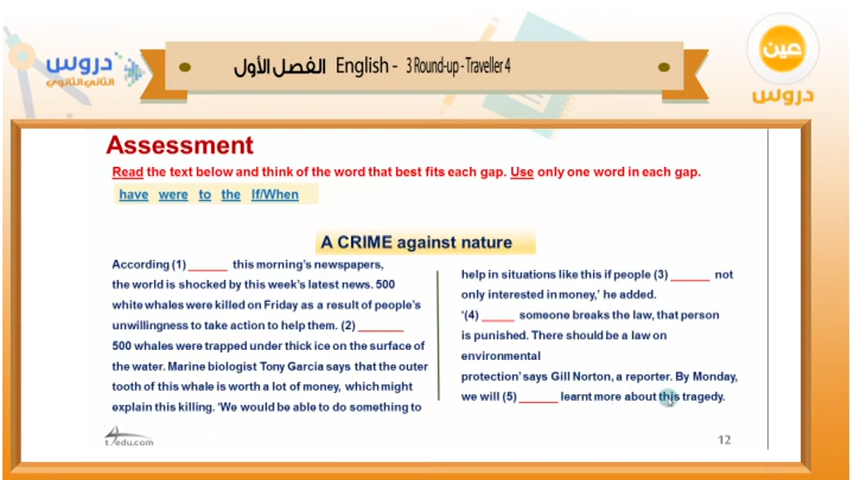 دروس
الثاني الثانوي
الفصل الأول English - 3 Round-up - Traveller 4
عين
دروس
Assessment
Read the text below and think of the word that best fits each gap. Use only one word in each gap.
have were to the If/When
A CRIME against nature
According (1) ______ this morning's newspapers,
the world is shocked by this week's latest news. 500
white whales were killed on Friday as a result of people's
unwillingness to take action to help them. (2) _______
500 whales were trapped under thick ice on the surface of
the water. Marine biologist Tony Garcia says that the outer
tooth of this whale is worth a lot of money, which might
explain this killing. 'We would be able to do something to
help in situations like this if people (3) ______ not
only interested in money,' he added.
'(4) _____ someone breaks the law, that person
is punished. There should be a law on
environmental
protection' says Gill Norton, a reporter. By Monday,
we will (5) ______ learnt more about this tragedy.
t4edu.com
12